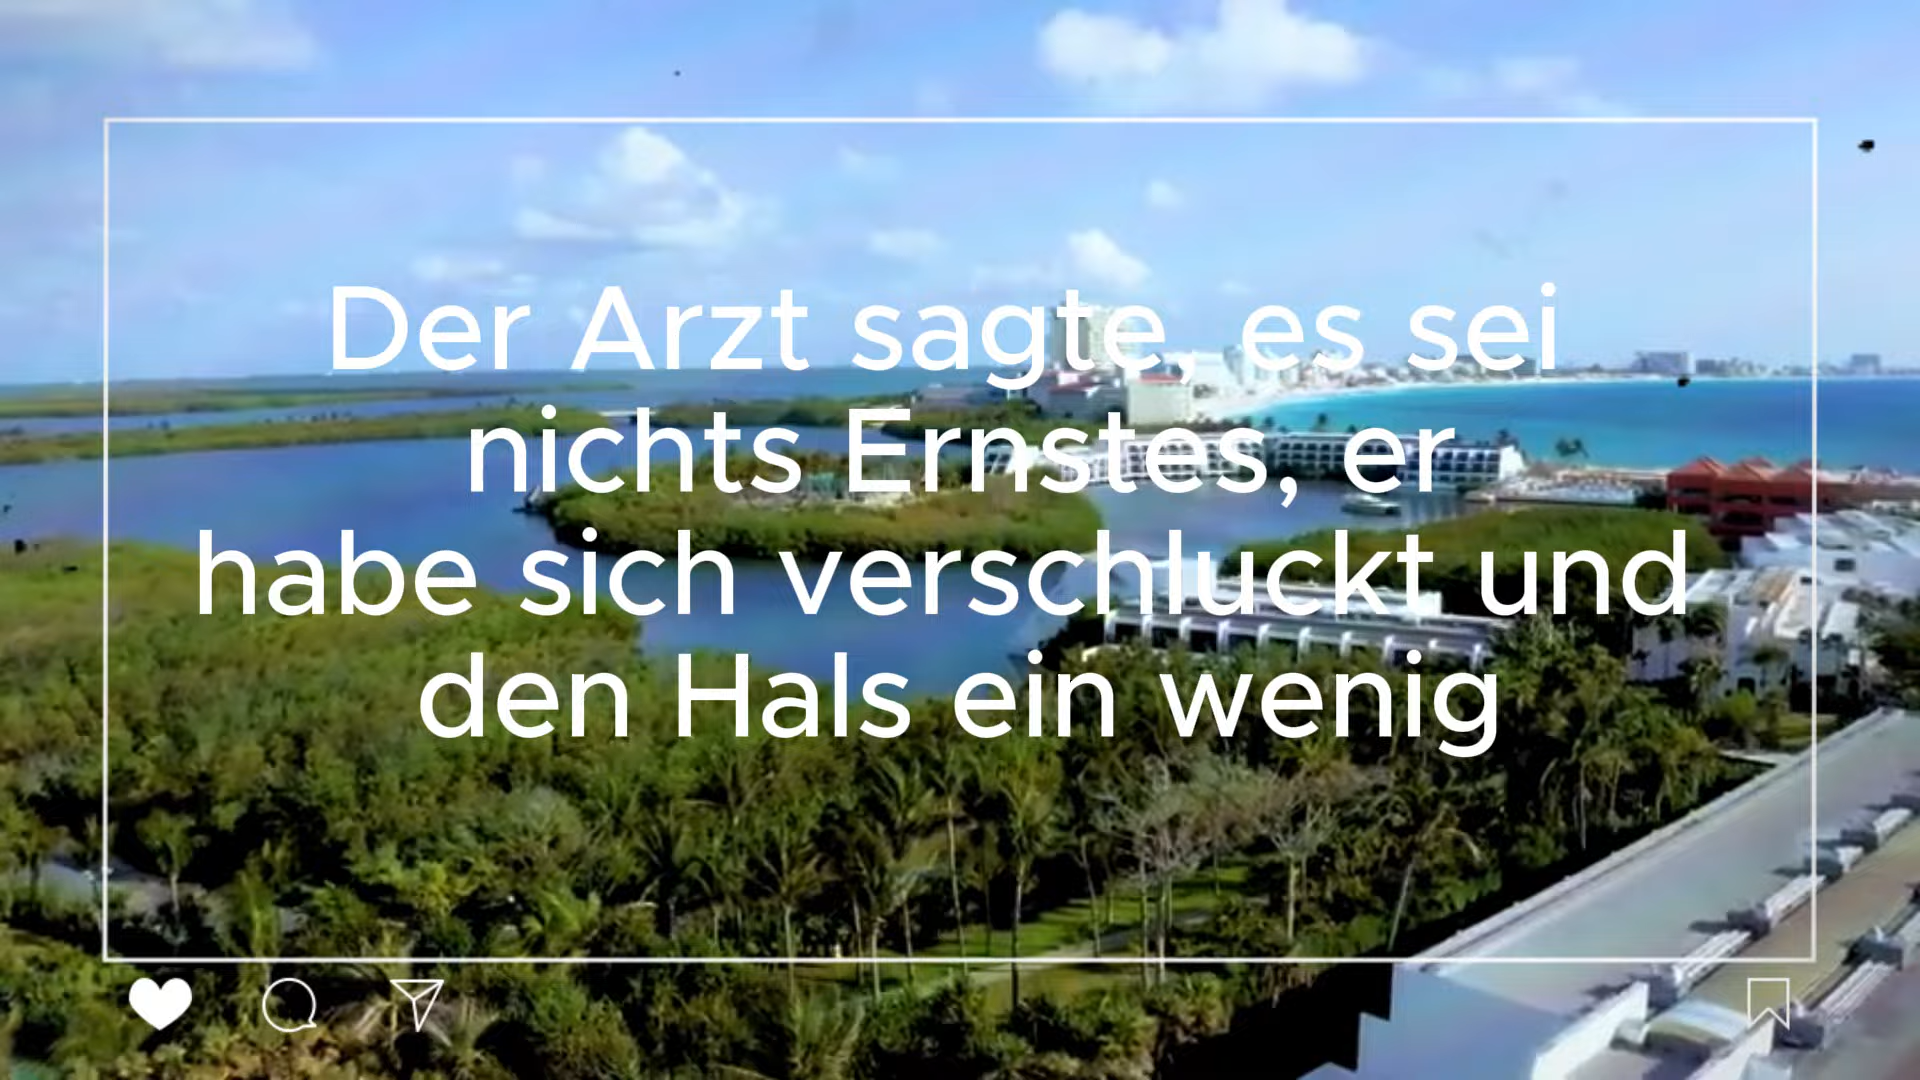 Der Arzt sagte, es sei
nichts Ernstes, er
habe sich verschluckt und
den Hals ein wenig